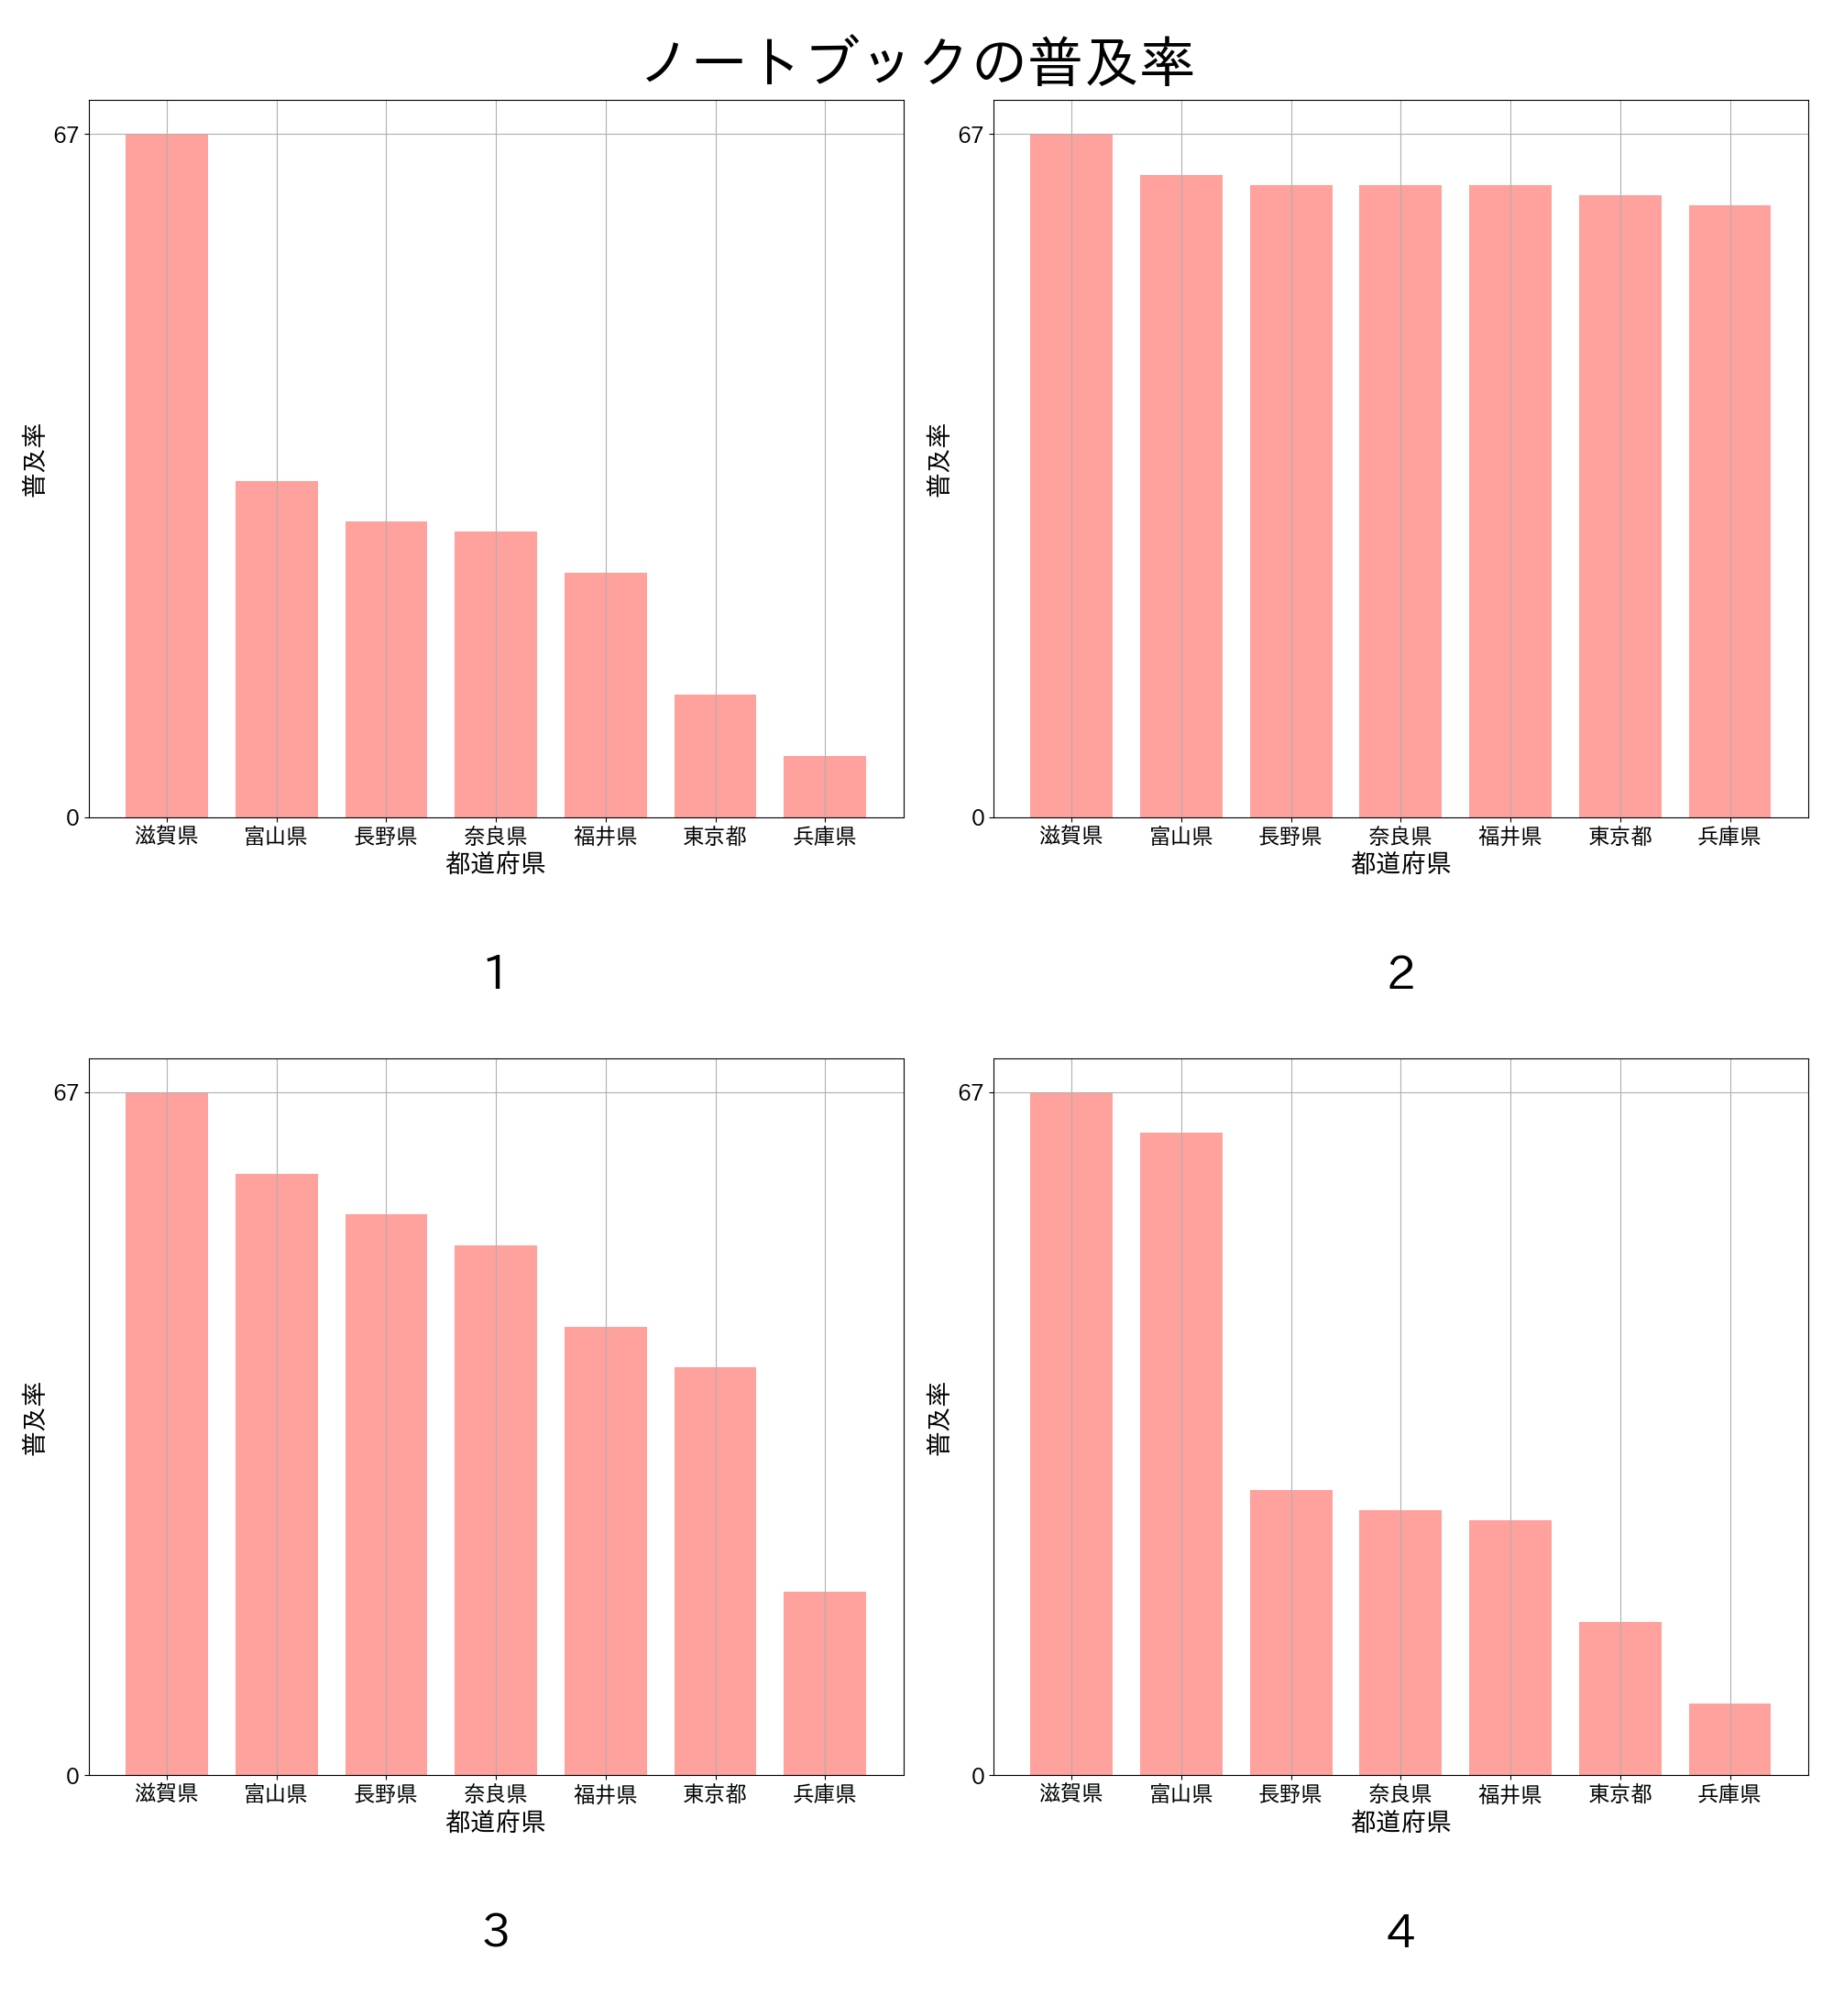 ノートブックの普及率
67
普及率
0
滋賀県 富山県 長野県 奈良県 福井県 東京都 兵庫県
都道府県
1
67
普及率
0
滋賀県 富山県 長野県 奈良県 福井県 東京都 兵庫県
都道府県
2
67
普及率
0
滋賀県 富山県 長野県 奈良県 福井県 東京都 兵庫県
都道府県
3
67
普及率
0
滋賀県 富山県 長野県 奈良県 福井県 東京都 兵庫県
都道府県
4